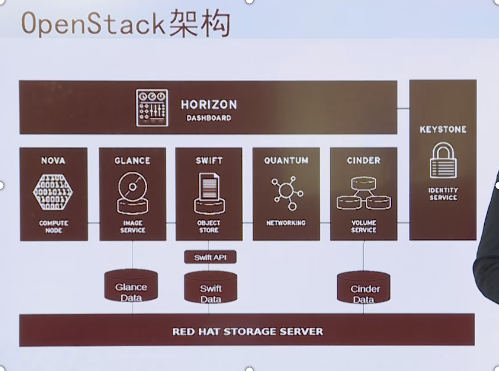 OpenStack架构
HORIZON
DASHBOARD
KEYSTONE
IDENTITY
SERVICE
NOVA
COMPUTE
NODE
GLANCE
IMAGE
SERVICE
SWIFT
OBJECT
STORE
QUANTUM
NETWORKING
CINDER
VOLUME
SERVICE
Swift API
Glance
Data
Swift
Data
Cinder
Data
RED HAT STORAGE SERVER